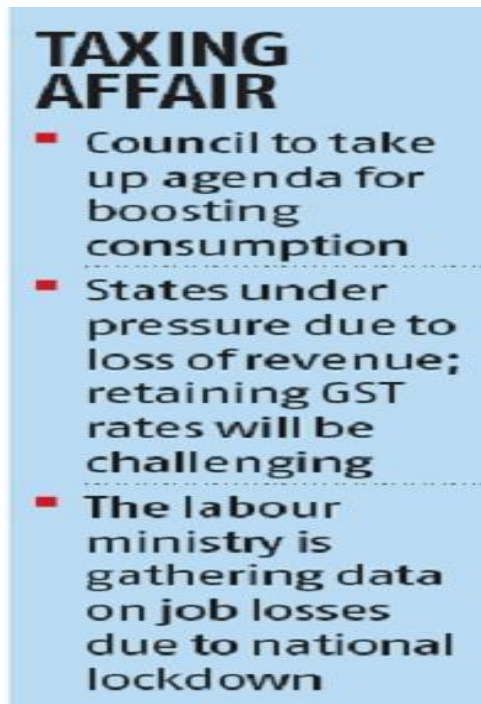 TAXING
AFFAIR
Council to take
up agenda for
boosting
consumption
States under
pressure due to
loss of revenue;
retaining GST
rates will be
challenging
The labour
ministry is
gathering data
on job losses
due to national
lockdown